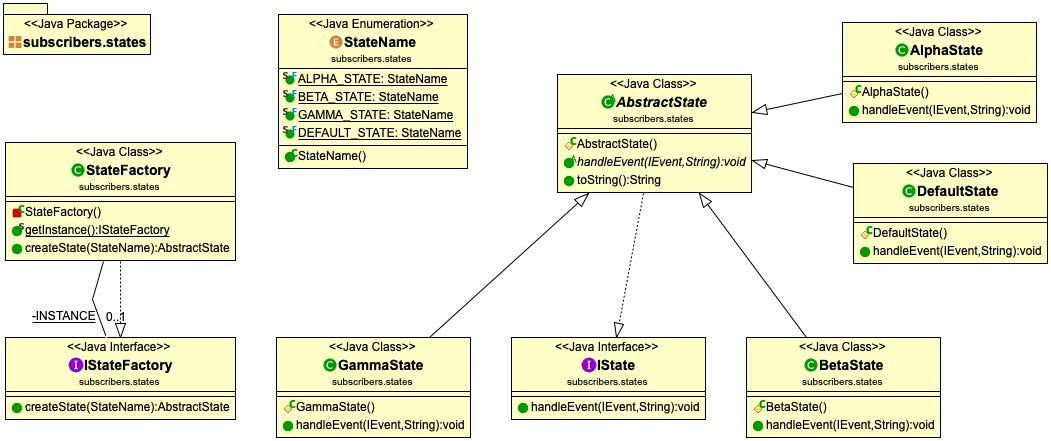 <<Java Package>>
subscribers.states
<<Java Enumeration>>
StateName
subscribers.states
ALPHA_STATE: StateName
BETA_STATE: StateName
GAMMA_STATE: StateName
DEFAULT_STATE: StateName
StateName()
<<Java Class>>
AbstractState
subscribers.states
AbstractState()
handleEvent(IEvent,String):void
toString():String
<<Java Class>>
AlphaState
subscribers.states
AlphaState()
handleEvent(IEvent,String):void
<<Java Class>>
StateFactory
subscribers.states
StateFactory()
getInstance():IStateFactory
createState(StateName):AbstractState
<<Java Class>>
DefaultState
subscribers.states
DefaultState()
handleEvent(IEvent,String):void
-INSTANCE 0..1
<<Java Interface>>
IStateFactory
subscribers.states
createState(StateName):AbstractState
<<Java Class>>
GammaState
subscribers.states
GammaState()
handleEvent(IEvent,String):void
<<Java Interface>>
IState
subscribers.states
handleEvent(IEvent,String):void
<<Java Class>>
BetaState
subscribers.states
BetaState()
handleEvent(IEvent,String):void